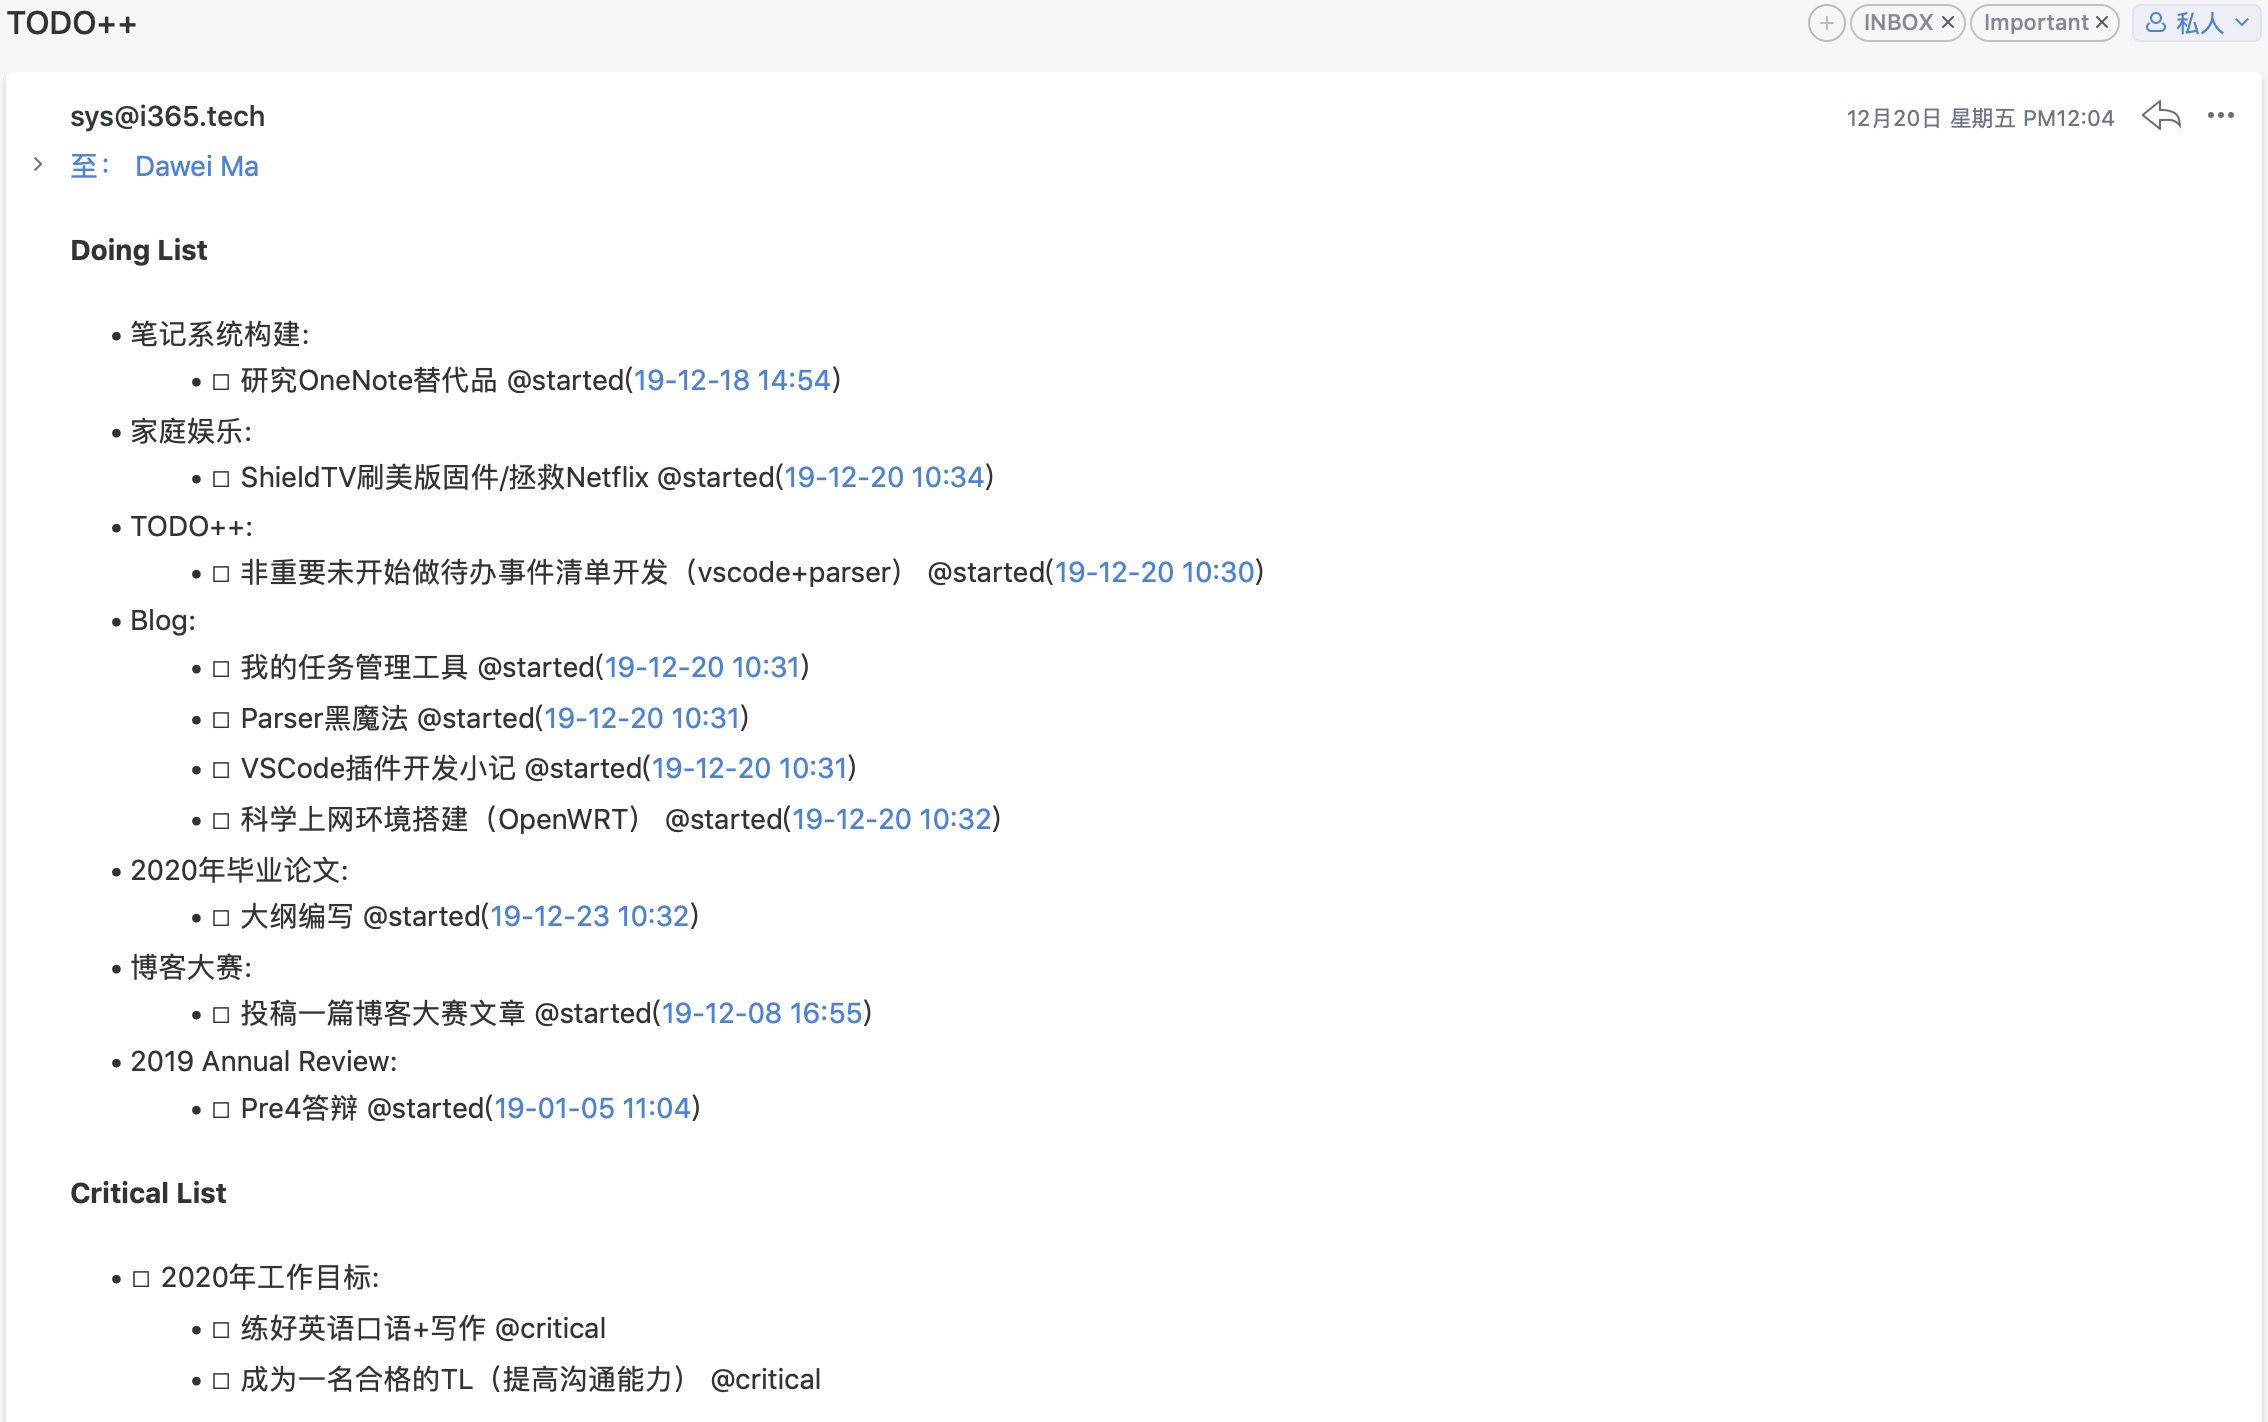 TODO++
INBOX × Important × 私人
sys@i365.tech
12月20日 星期五 PM12:04
至： Dawei Ma
Doing List
• 笔记系统构建:
• □ 研究OneNote替代品 @started(19-12-18 14:54)
• 家庭娱乐:
• □ ShieldTV刷美版固件/拯救Netflix @started(19-12-20 10:34)
• TODO++:
• □ 非重要未开始做待办事件清单开发（vscode+parser） @started(19-12-20 10:30)
• Blog:
• □ 我的任务管理工具 @started(19-12-20 10:31)
• □ Parser黑魔法 @started(19-12-20 10:31)
• □ VSCode插件开发小记 @started(19-12-20 10:31)
• □ 科学上网环境搭建（OpenWRT） @started(19-12-20 10:32)
• 2020年毕业论文:
• □ 大纲编写 @started(19-12-23 10:32)
• 博客大赛:
• □ 投稿一篇博客大赛文章 @started(19-12-08 16:55)
• 2019 Annual Review:
• □ Pre4答辩 @started(19-01-05 11:04)
Critical List
• □ 2020年工作目标:
• □ 练好英语口语+写作 @critical
• □ 成为一名合格的TL（提高沟通能力） @critical